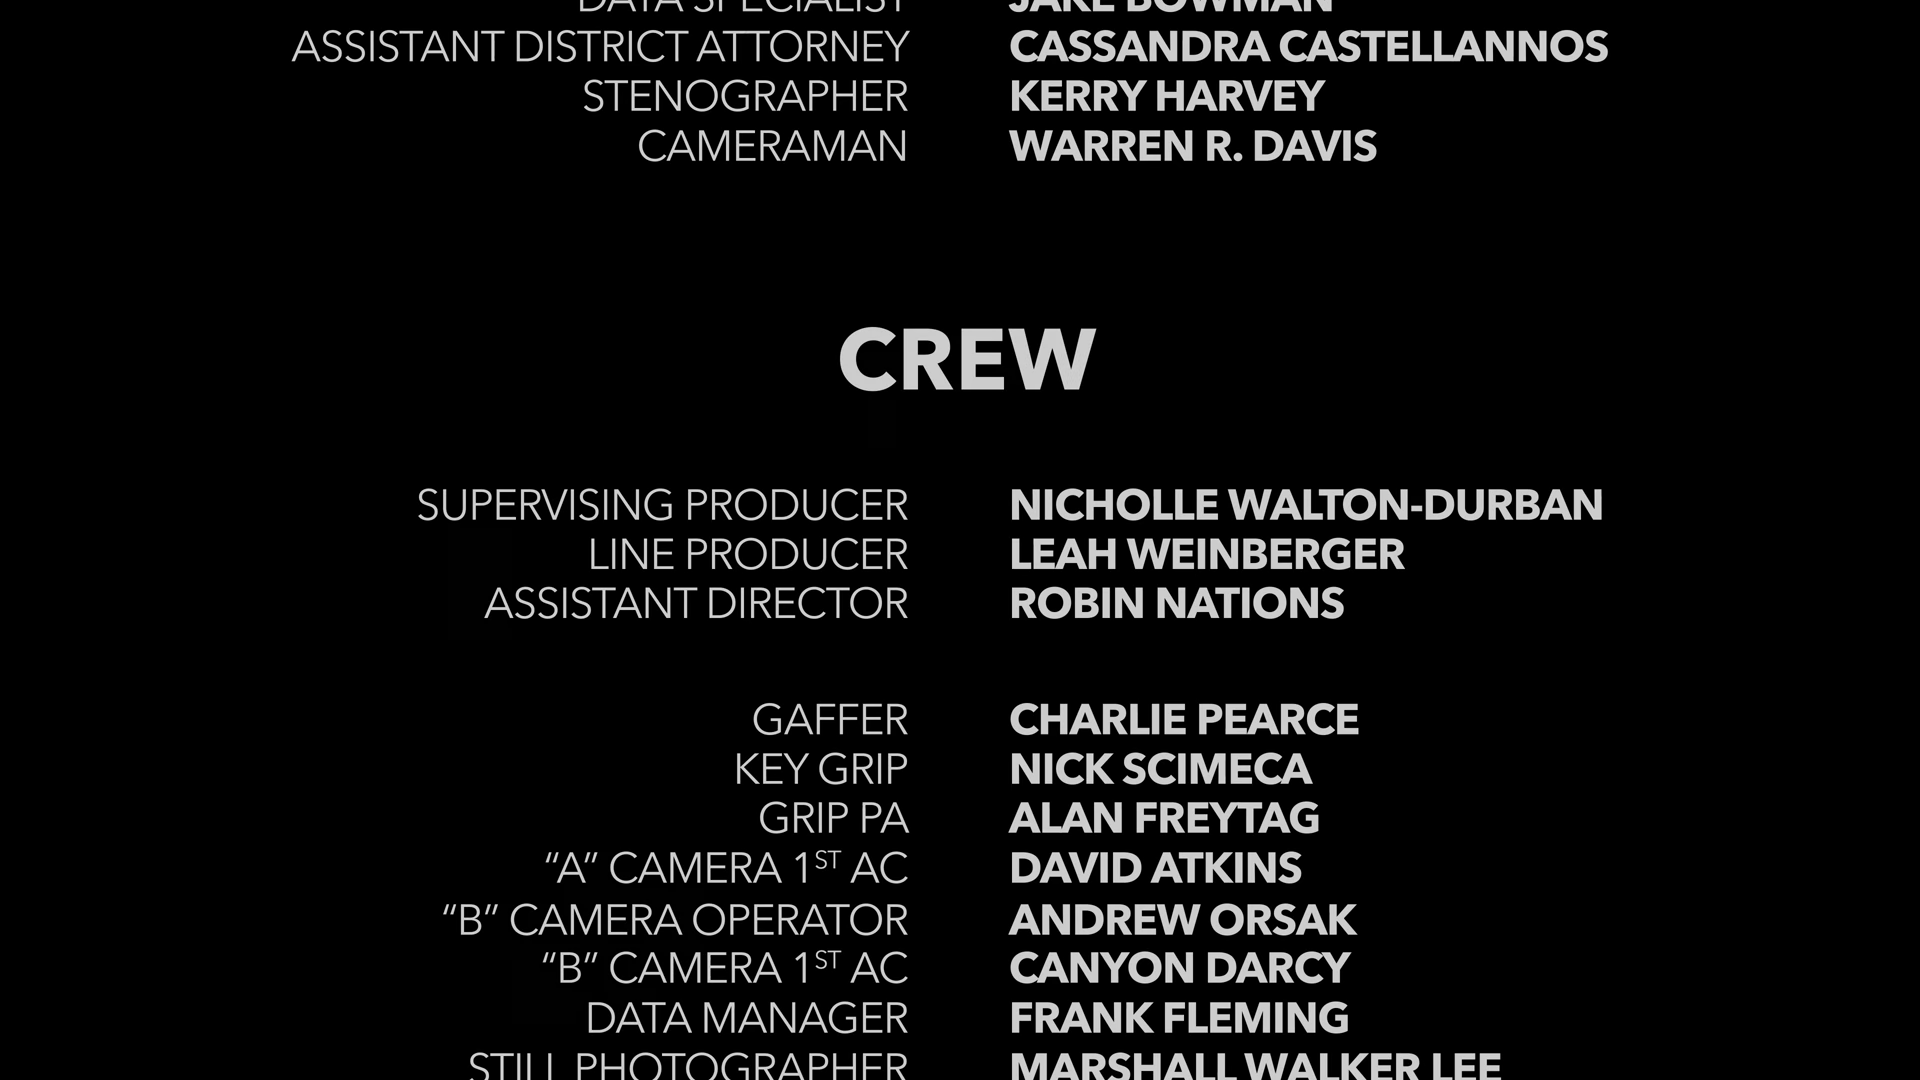 DATA SPECIALIST JAKE BOWMAN
ASSISTANT DISTRICT ATTORNEY CASSANDRA CASTELLANNOS
STENOGRAPHER KERRY HARVEY
CAMERAMAN WARREN R. DAVIS
CREW
SUPERVISING PRODUCER NICHOLLE WALTON-DURBAN
LINE PRODUCER LEAH WEINBERGER
ASSISTANT DIRECTOR ROBIN NATIONS
GAFFER CHARLIE PEARCE
KEY GRIP NICK SCIMECA
GRIP PA ALAN FREYTAG
“A” CAMERA 1ST AC DAVID ATKINS
“B” CAMERA OPERATOR ANDREW ORSAK
“B” CAMERA 1ST AC CANYON DARCY
DATA MANAGER FRANK FLEMING
STILL PHOTOGRAPHER MARSHALL WALKER LEE